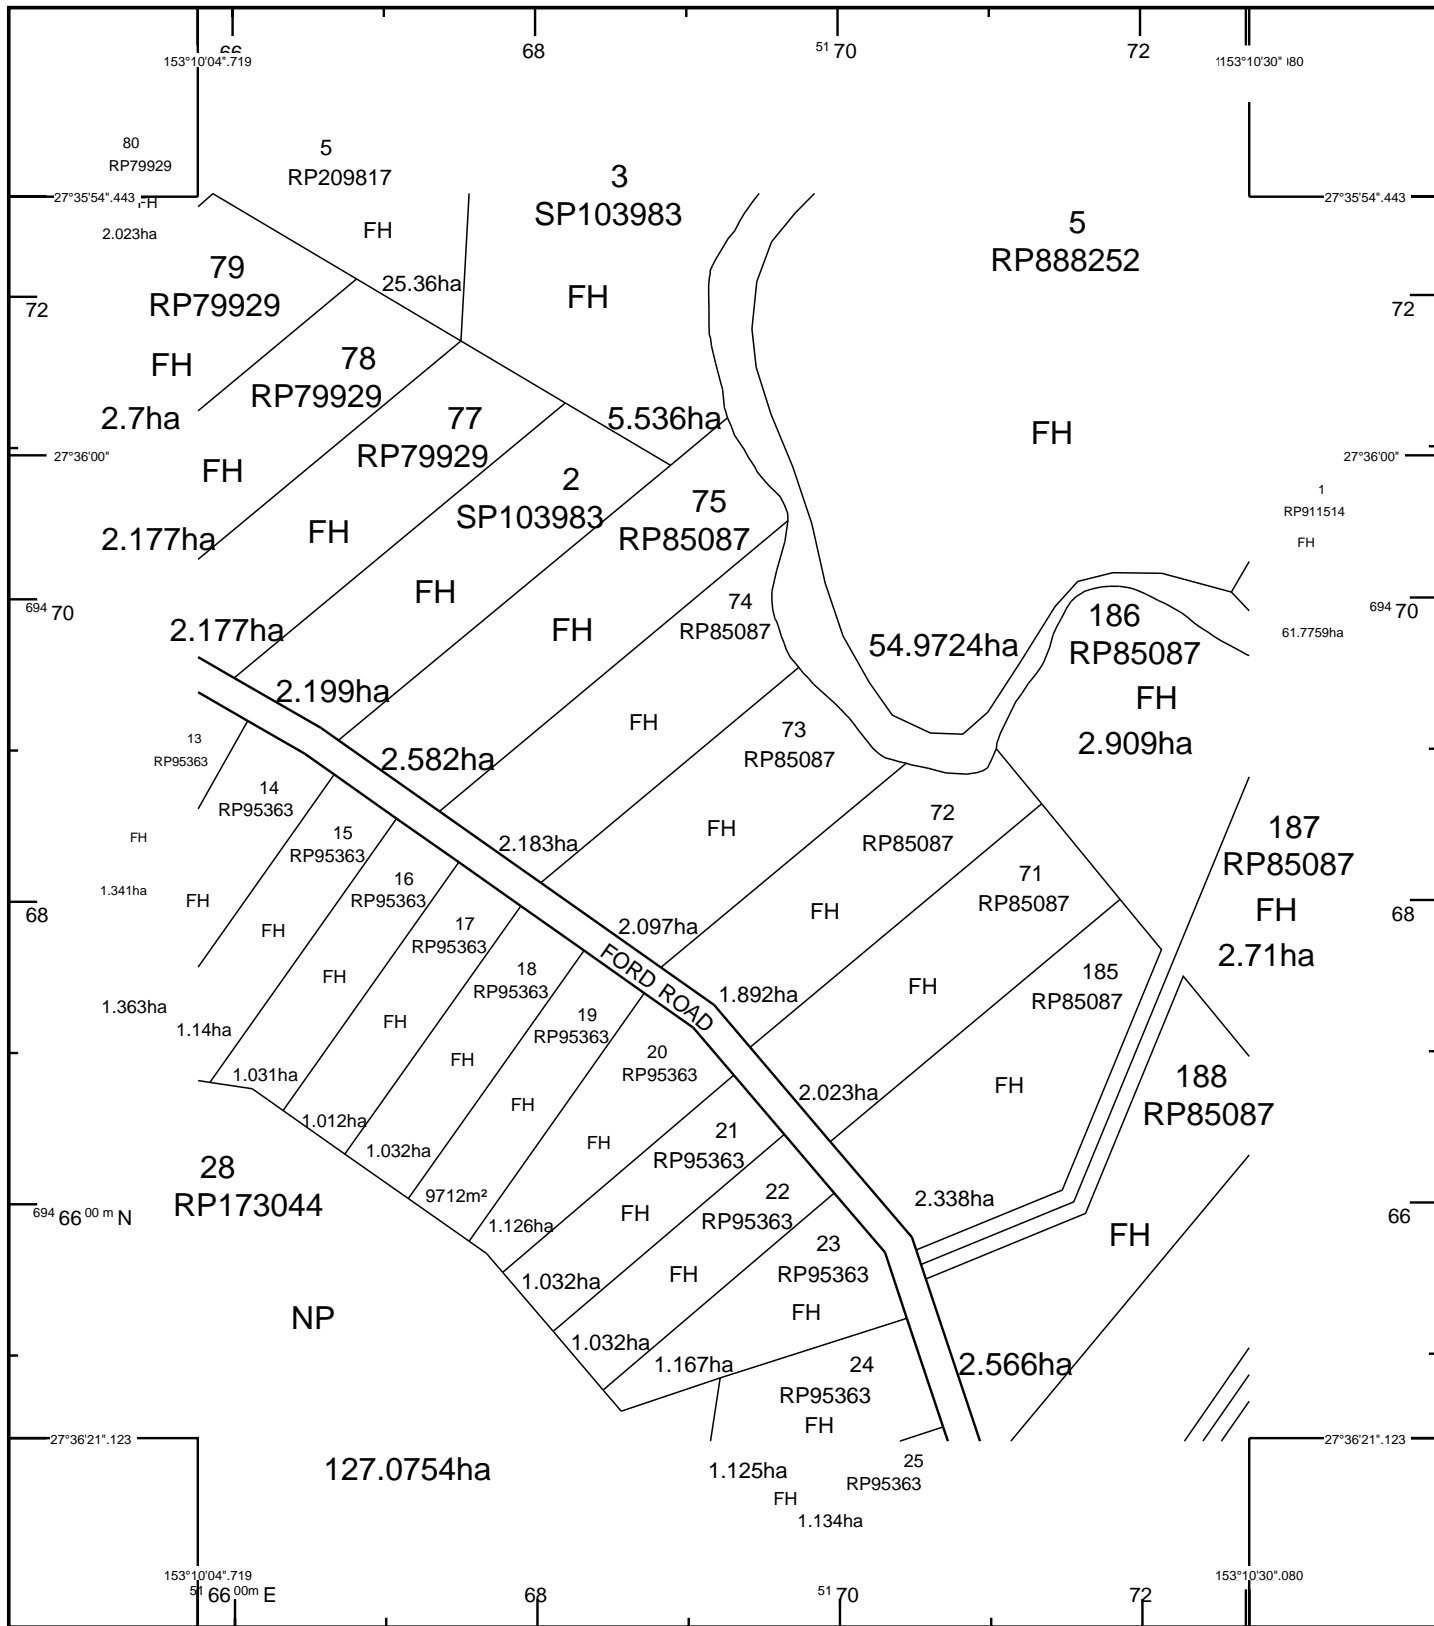 66
68
51 70
72
153°10'04".719
153°10'30" 080
80
RP79929
FH
2.023ha
5
RP209817
FH
25.36ha
3
SP103983
FH
5.536ha
5
RP888252
FH
54.9724ha
27°35'54".443
27°35'54".443
79
RP79929
FH
2.7ha
72
72
78
RP79929
FH
2.177ha
77
RP79929
FH
2.177ha
2
SP103983
FH
2.199ha
75
RP85087
FH
2.582ha
27°36'00"
27°36'00"
1
RP911514
FH
61.7759ha
74
RP85087
FH
2.183ha
694 70
694 70
186
RP85087
FH
2.909ha
73
RP85087
FH
2.097ha
72
RP85087
FH
1.892ha
71
RP85087
FH
2.023ha
185
RP85087
FH
2.338ha
187
RP85087
FH
2.71ha
188
RP85087
FH
2.566ha
13
RP95363
FH
1.341ha
14
RP95363
FH
1.363ha
15
RP95363
FH
1.14ha
16
RP95363
FH
1.031ha
17
RP95363
FH
1.012ha
18
RP95363
FH
1.032ha
19
RP95363
FH
9712m²
20
RP95363
FH
1.126ha
21
RP95363
FH
1.032ha
22
RP95363
FH
1.032ha
23
RP95363
FH
1.167ha
24
RP95363
FH
1.125ha
25
RP95363
FH
1.134ha
FORD ROAD
68
68
28
RP173044
NP
127.0754ha
694 66 00 m N
66
27°36'21".123
27°36'21".123
153°10'04".719
153°10'30".080
51 66 00m E
68
51 70
72